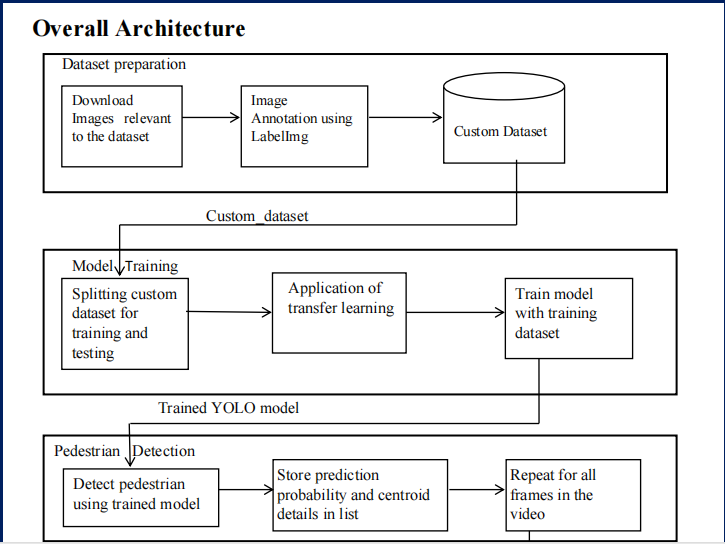 Overall Architecture
Dataset preparation
Download
Images relevant
to the dataset
Image
Annotation using
LabelImg
Custom Dataset
Custom_dataset
Model Training
Splitting custom
dataset for
training and
testing
Application of
transfer learning
Train model
with training
dataset
Trained YOLO model
Pedestrian Detection
Detect pedestrian
using trained model
Store prediction
probability and centroid
details in list
Repeat for all
frames in the
video